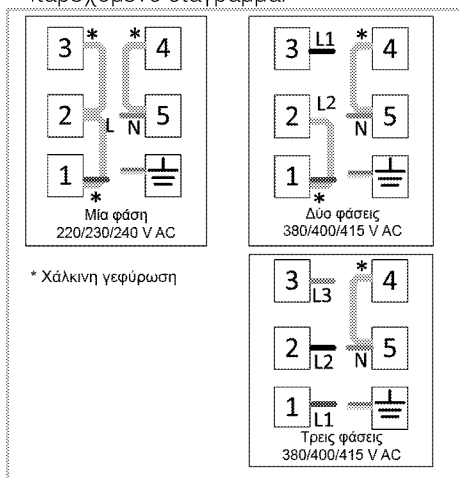 3 * * 4
2 L N 5
1 *
Μία φάση
220/230/240 V AC
3 L1 * 4
2 L2 N 5
1 *
Δύο φάσεις
380/400/415 V AC
* Χάλκινη γεφύρωση
3 L3 * 4
2 L2 N 5
1 L1
Τρεις φάσεις
380/400/415 V AC